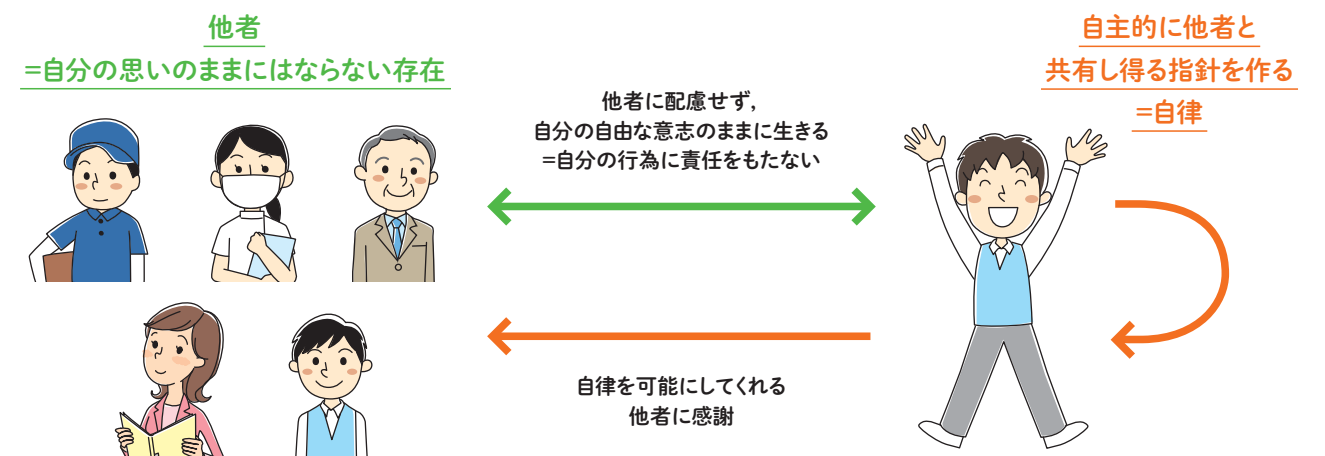 他者
=自分の思いのままにはならない存在
他者に配慮せず,
自分の自由な意志のままに生きる
=自分の行為に責任をもたない
自主的に他者と
共有し得る指針を作る
=自律
自律を可能にしてくれる
他者に感謝